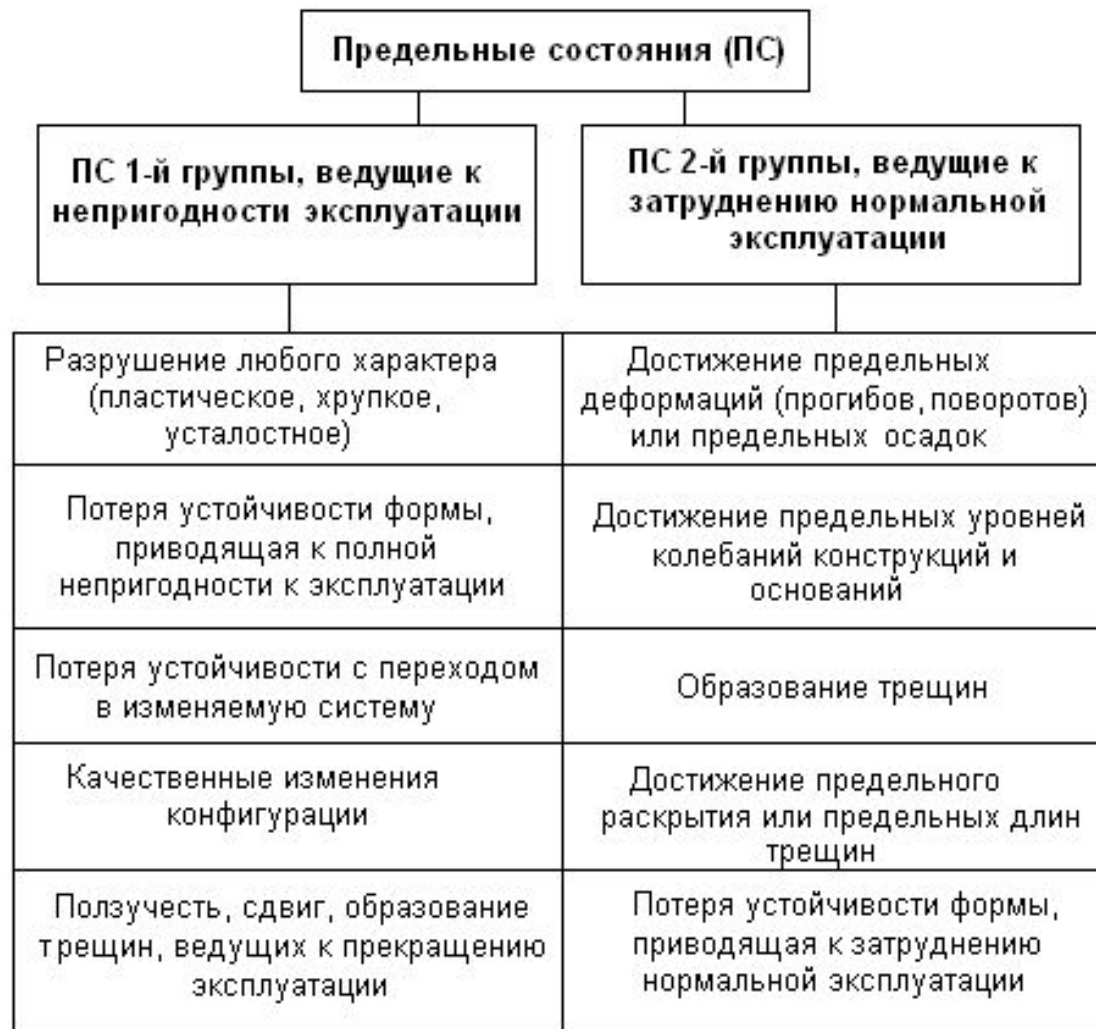 Предельные состояния (ПС)
ПС 1-й группы, ведущие к
непригодности эксплуатации
ПС 2-й группы, ведущие к
затруднению нормальной
эксплуатации
Разрушение любого характера
(пластическое, хрупкое,
усталостное)
Достижение предельных
деформаций (прогибов, поворотов)
или предельных осадок
Потеря устойчивости формы,
приводящая к полной
непригодности к эксплуатации
Достижение предельных уровней
колебаний конструкций и
оснований
Потеря устойчивости с переходом
в изменяемую систему
Образование трещин
Качественные изменения
конфигурации
Достижение предельного
раскрытия или предельных длин
трещин
Ползучесть, сдвиг, образование
трещин, ведущих к прекращению
эксплуатации
Потеря устойчивости формы,
приводящая к затруднению
нормальной эксплуатации